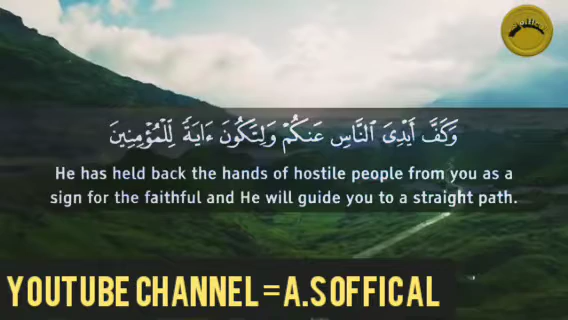 وَكَفَّ أَيْدِىَ ٱلنَّاسِ عَنكُمْ وَلِتَكُونَ ءَايَةً لِّلْمُؤْمِنِينَ
He has held back the hands of hostile people from you as a
sign for the faithful and He will guide you to a straight path.
YOUTUBE CHANNEL = A.S OFFICAL